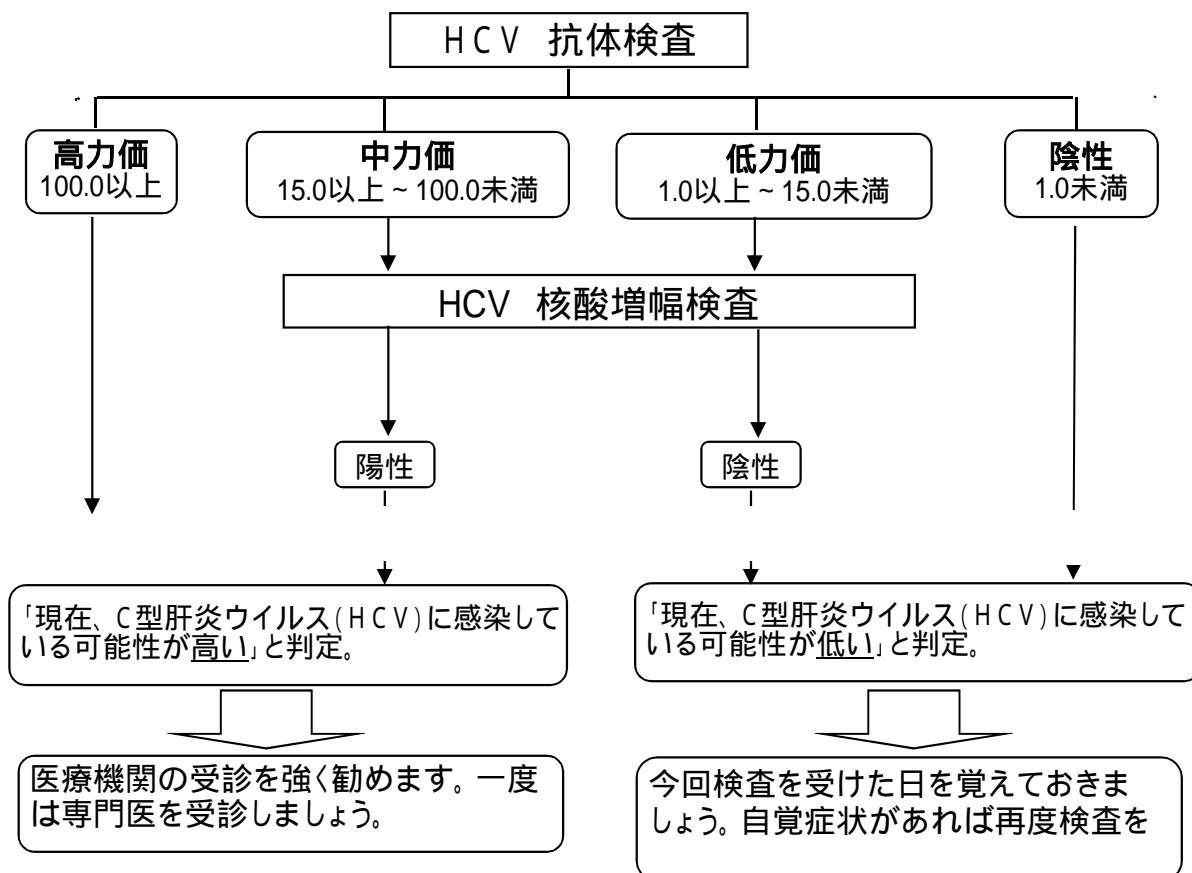 HCV 抗体検査
高力価
100.0以上
中力価
15.0以上～100.0未満
低力価
1.0以上～15.0未満
陰性
1.0未満
HCV 核酸増幅検査
陽性
陰性
「現在、C型肝炎ウイルス(HCV)に感染して
いる可能性が高い」と判定。
「現在、C型肝炎ウイルス(HCV)に感染して
いる可能性が低い」と判定。
医療機関の受診を強く勧めます。一度
は専門医を受診しましょう。
今回検査を受けた日を覚えておきま
しょう。自覚症状があれば再度検査を